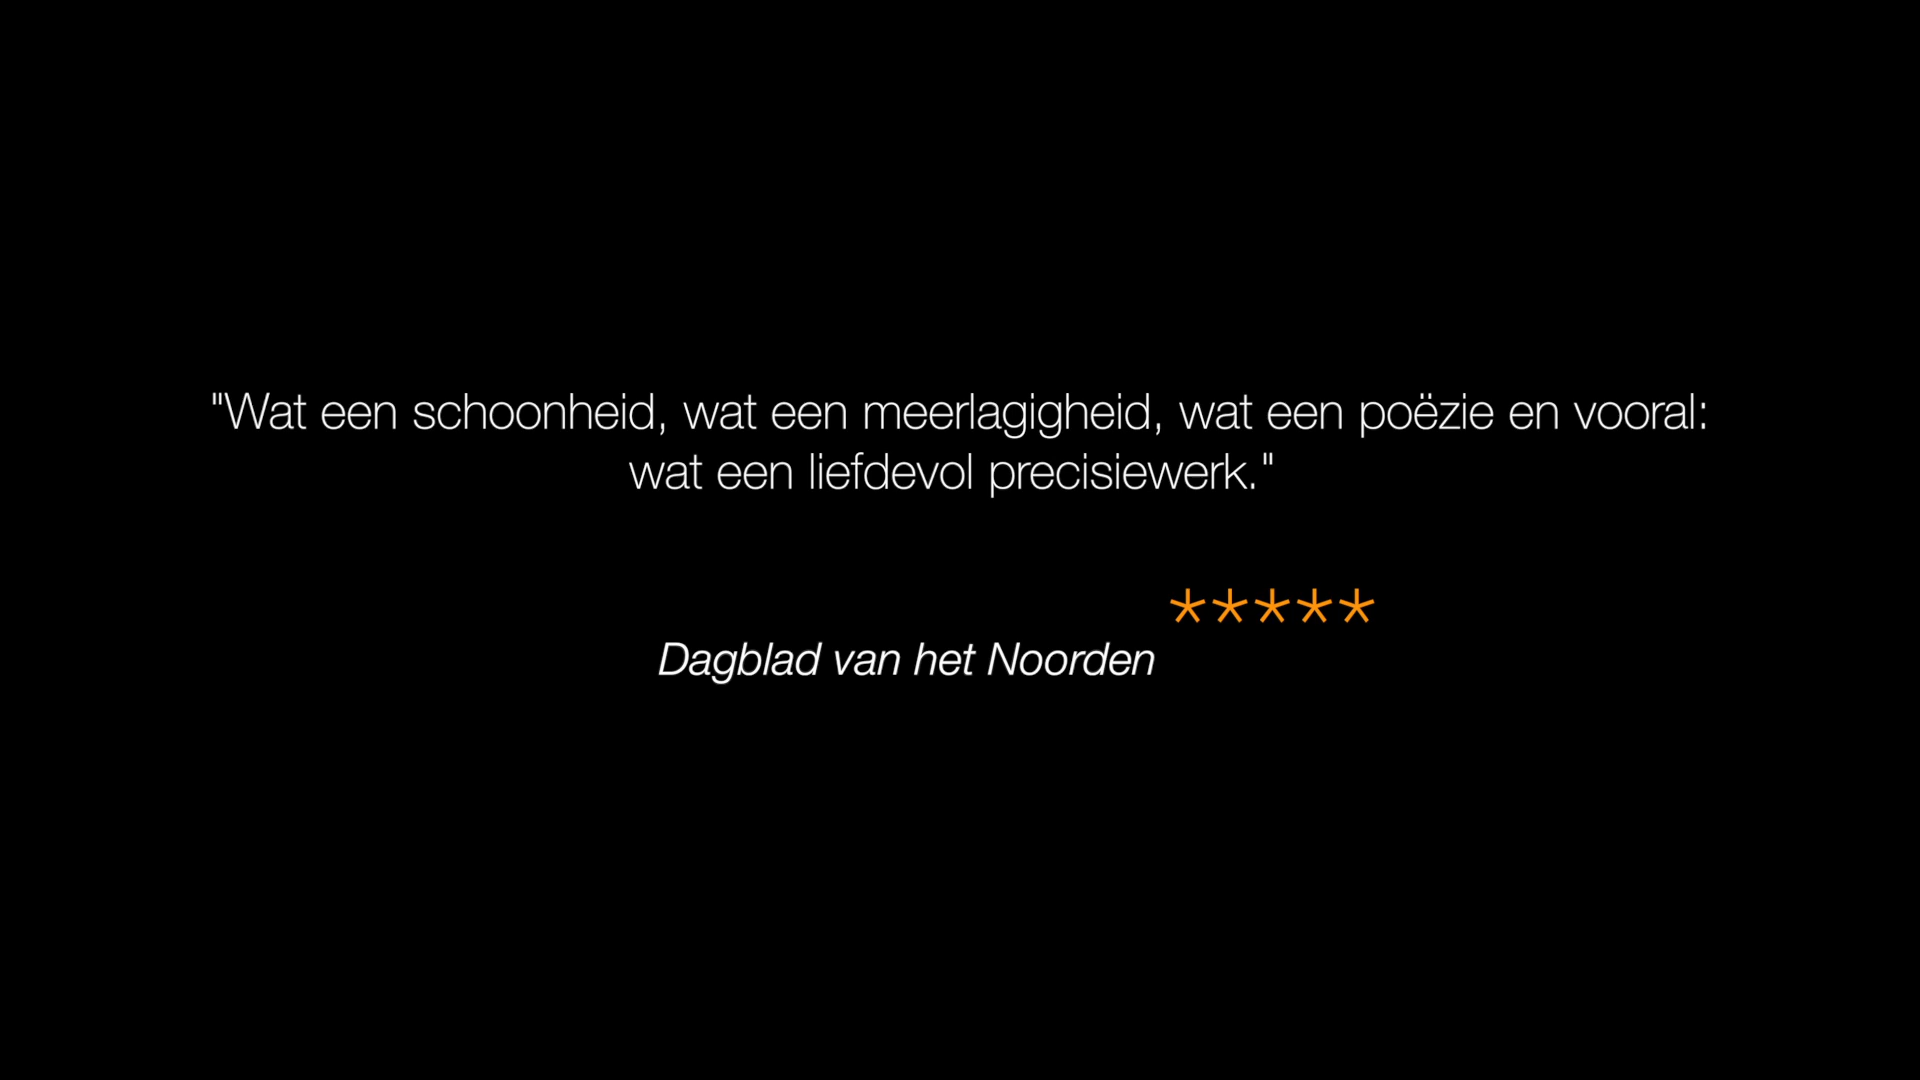 "Wat een schoonheid, wat een meerlagigheid, wat een poëzie en vooral:
wat een liefdevol precisiewerk."
Dagblad van het Noorden *****